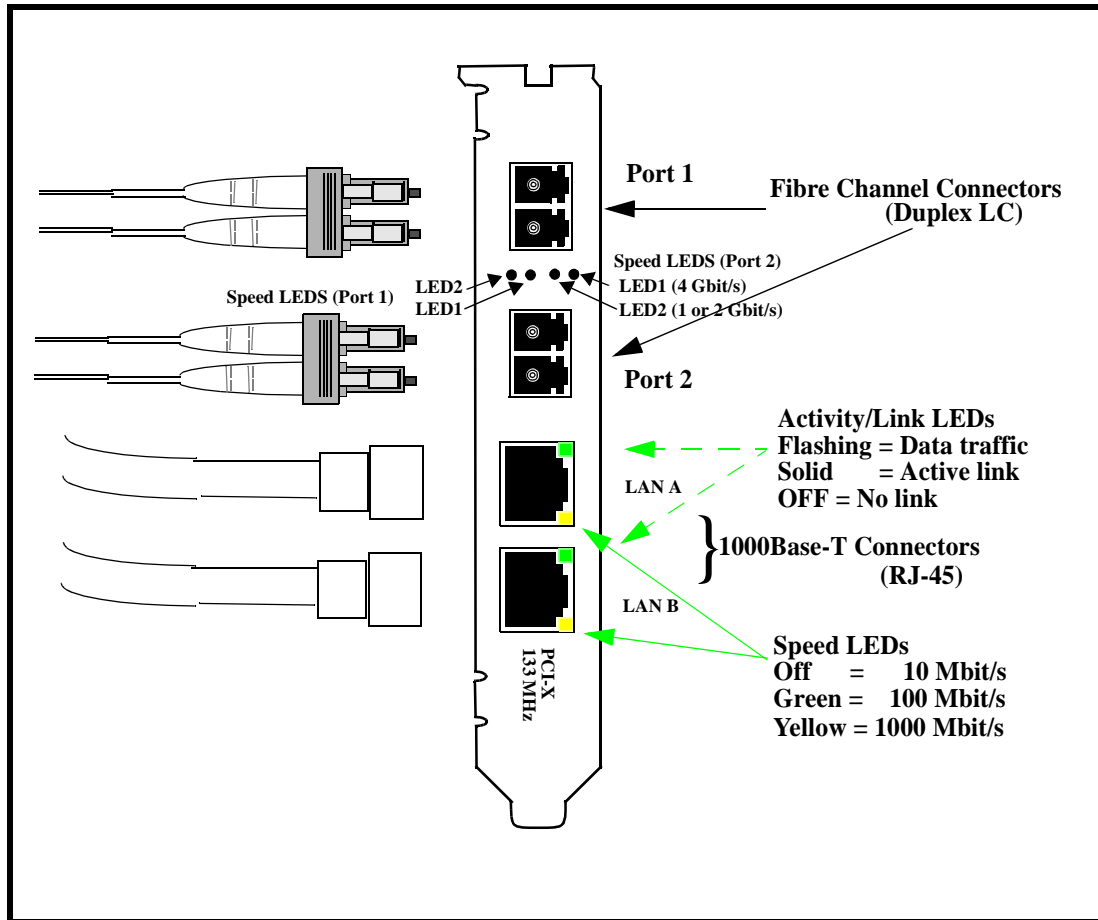 Port 1
Fibre Channel Connectors
(Duplex LC)
Speed LEDS (Port 2)
LED2
LED1 (4 Gbit/s)
Speed LEDS (Port 1)
LED1
LED2 (1 or 2 Gbit/s)
Port 2
Activity/Link LEDs
Flashing = Data traffic
Solid = Active link
OFF = No link
LAN A
1000Base-T Connectors
(RJ-45)
LAN B
Speed LEDs
Off = 10 Mbit/s
Green = 100 Mbit/s
Yellow = 1000 Mbit/s
PCI-X
133 MHz